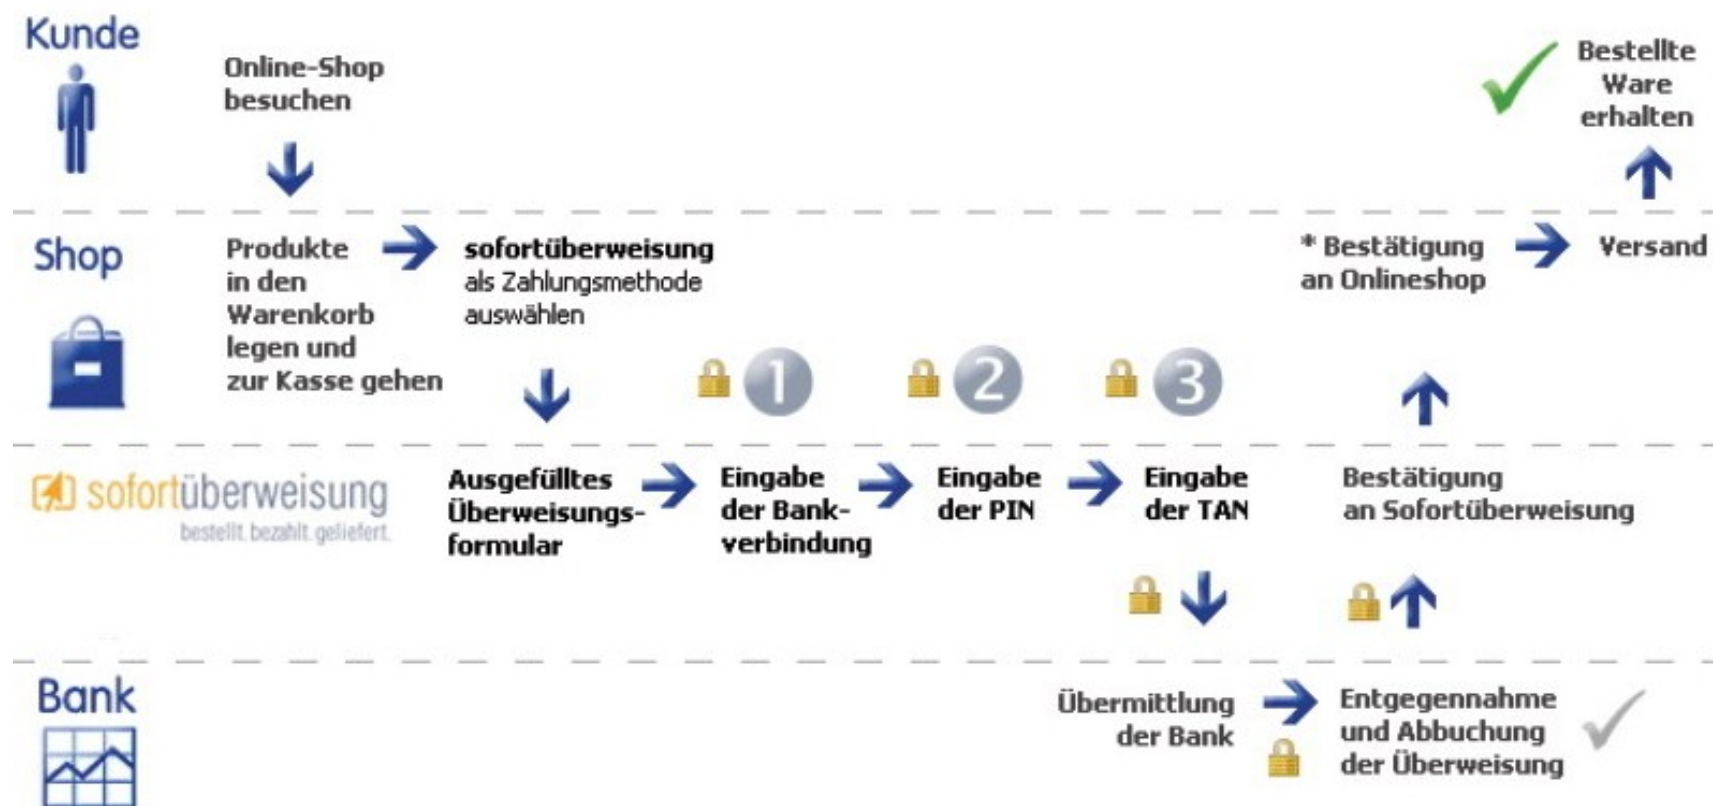 Kunde
Online-Shop
besuchen
Bestellte
Ware
erhalten
Shop
Produkte
in den
Warenkorb
legen und
zur Kasse gehen
sofortüberweisung
als Zahlungsmethode
auswählen
* Bestätigung
an Onlineshop
Versand
1
2
3
sofortüberweisung
bestellt. bezahlt. geliefert.
Ausgefülltes
Überweisungs-
formular
Eingabe
der Bank-
verbindung
Eingabe
der PIN
Eingabe
der TAN
Bestätigung
an Sofortüberweisung
Bank
Übermittlung
der Bank
Entgegennahme
und Abbuchung
der Überweisung